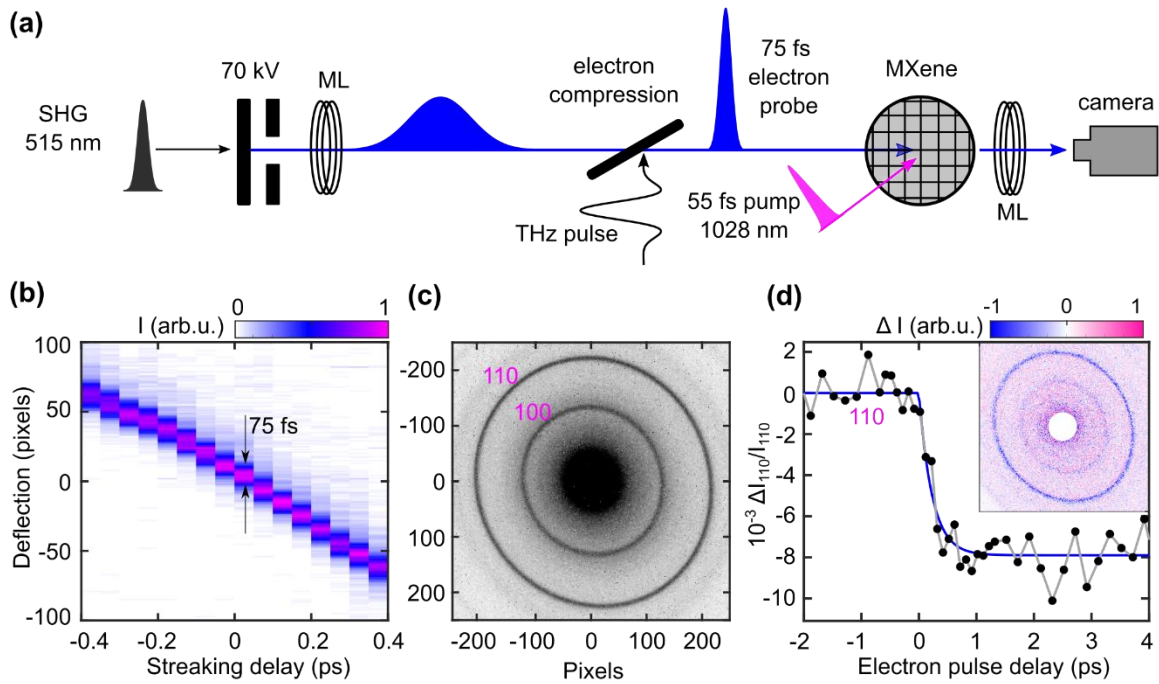 (a)
SHG
515 nm
70 kV
ML
electron
compression
THz pulse
75 fs
electron
probe
55 fs pump
1028 nm
MXene
ML
camera
(b)
I (arb.u.)
0
1
Deflection (pixels)
100
50
0
-50
-100
75 fs
-0.4
-0.2
0
0.2
0.4
Streaking delay (ps)
(c)
-200
-100
0
100
200
110
100
-200
-100
0
100
200
Pixels
(d)
Δ I (arb.u.)
-1
0
1
10⁻³ ΔI₁₁₀/I₁₁₀
2
0
-2
-4
-6
-8
-10
110
-2
-1
0
1
2
3
4
Electron pulse delay (ps)